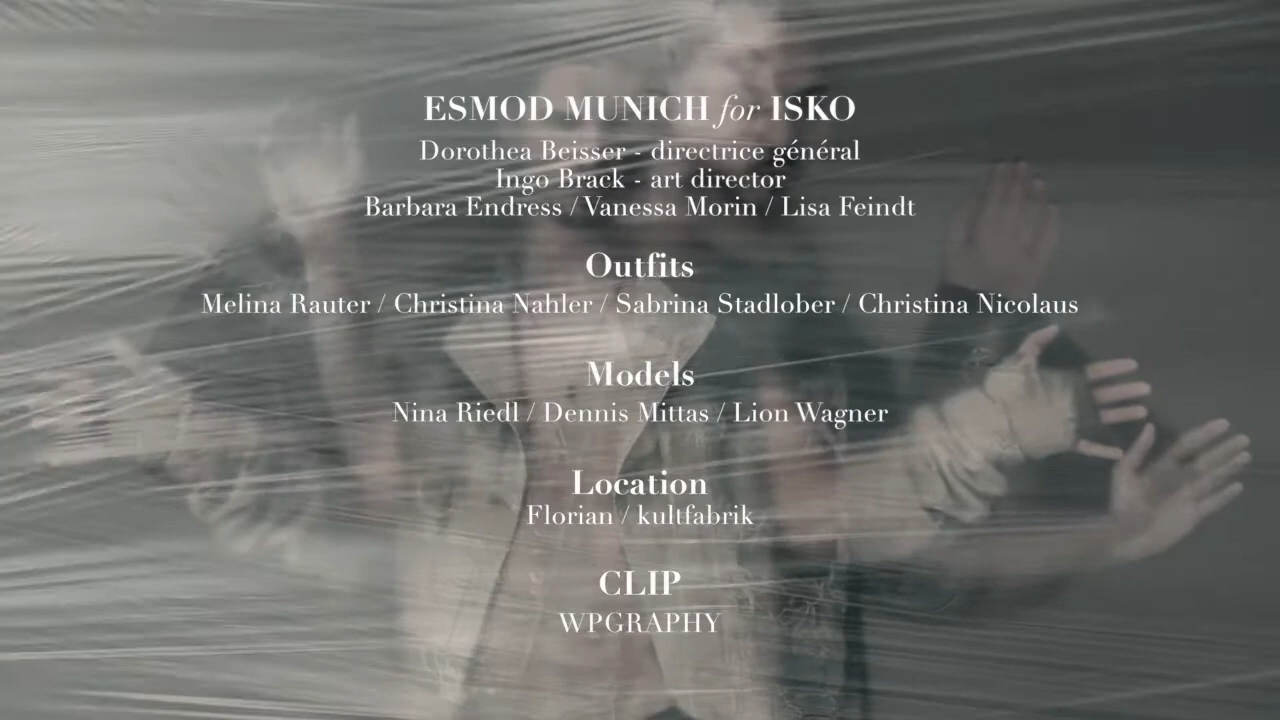 ESMOD MUNICH for ISKO
Dorothea Beisser - directrice général
Ingo Brack - art director
Barbara Endress / Vanessa Morin / Lisa Feindt
Outfits
Melina Rauter / Christina Nahler / Sabrina Stadlober / Christina Nicolaus
Models
Nina Riedl / Dennis Mittas / Lion Wagner
Location
Florian / kultfabrik
CLIP
WPGRAPHY